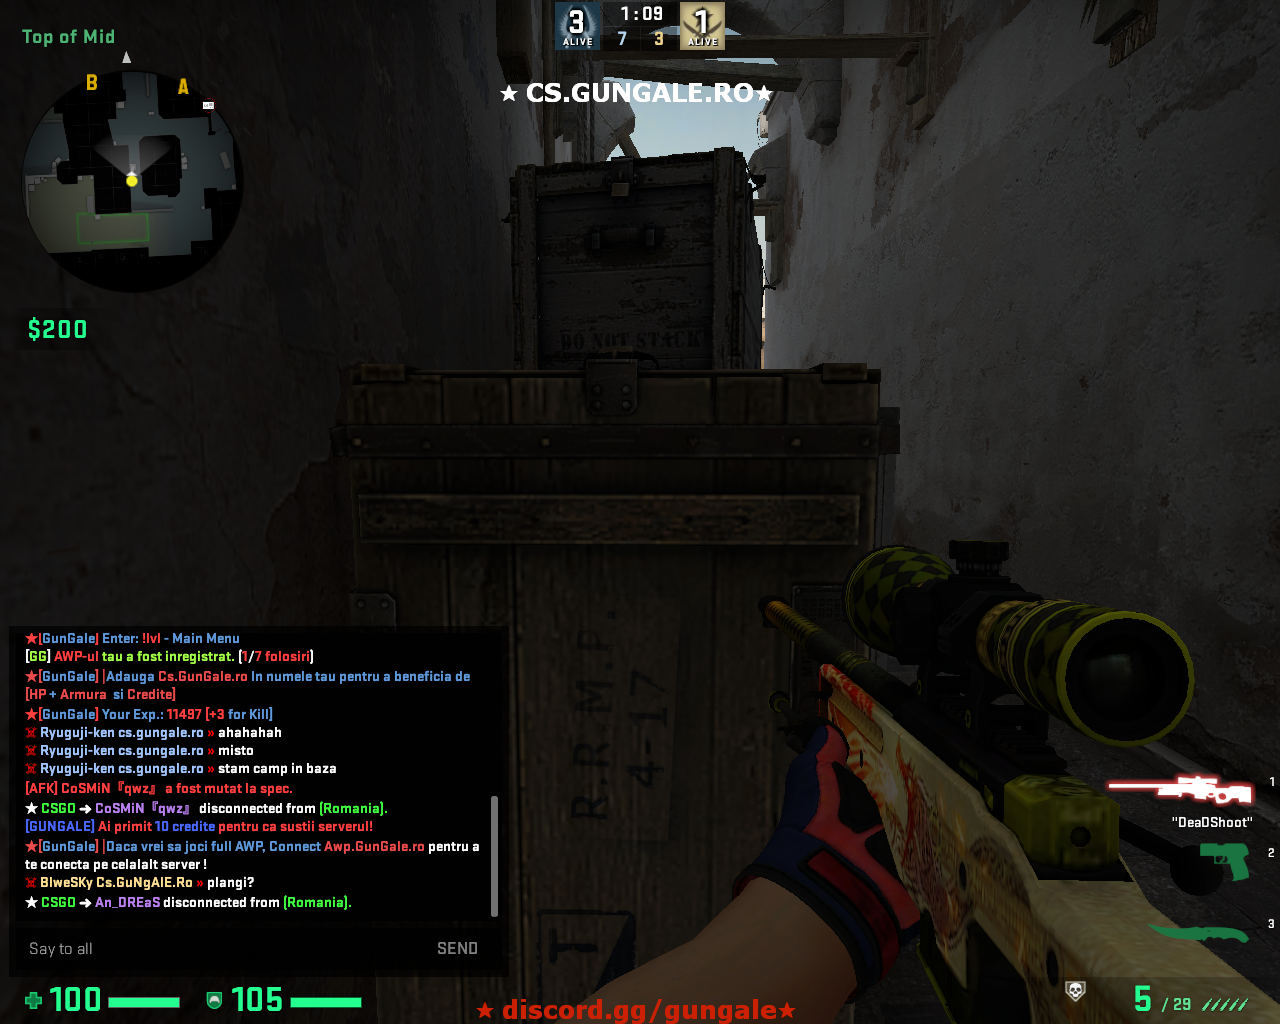 Top of Mid
3
ALIVE
1:09
7
3
1
ALIVE
B
A
★ CS.GUNGALE.RO★
$200
DO NOT STACK
R.R.M.P.
4-17
★[GunGale] Enter: !lvl - Main Menu
[GG] AWP-ul tau a fost inregistrat. (1/7 folosiri)
★[GunGale] |Adauga Cs.GunGale.ro In numele tau pentru a beneficia de
[HP + Armura si Credite]
★[GunGale] Your Exp.: 11497 [+3 for Kill]
Ryuguji-ken cs.gungale.ro » ahahahah
Ryuguji-ken cs.gungale.ro » misto
Ryuguji-ken cs.gungale.ro » stam camp in baza
[AFK] CoSMiN『qwz』 a fost mutat la spec.
★ CSGO ➜ CoSMiN『qwz』 disconnected from (Romania).
[GUNGALE] Ai primit 10 credite pentru ca sustii serverul!
★[GunGale] |Daca vrei sa joci full AWP, Connect Awp.GunGale.ro pentru a
te conecta pe celalalt server !
BlweSKy Cs.GuNgAlE.Ro » plangi?
★ CSGO ➜ An_DREaS disconnected from (Romania).
Say to all
SEND
1
"DeaDShoot"
2
3
100
105
★ discord.gg/gungale★
5 / 29